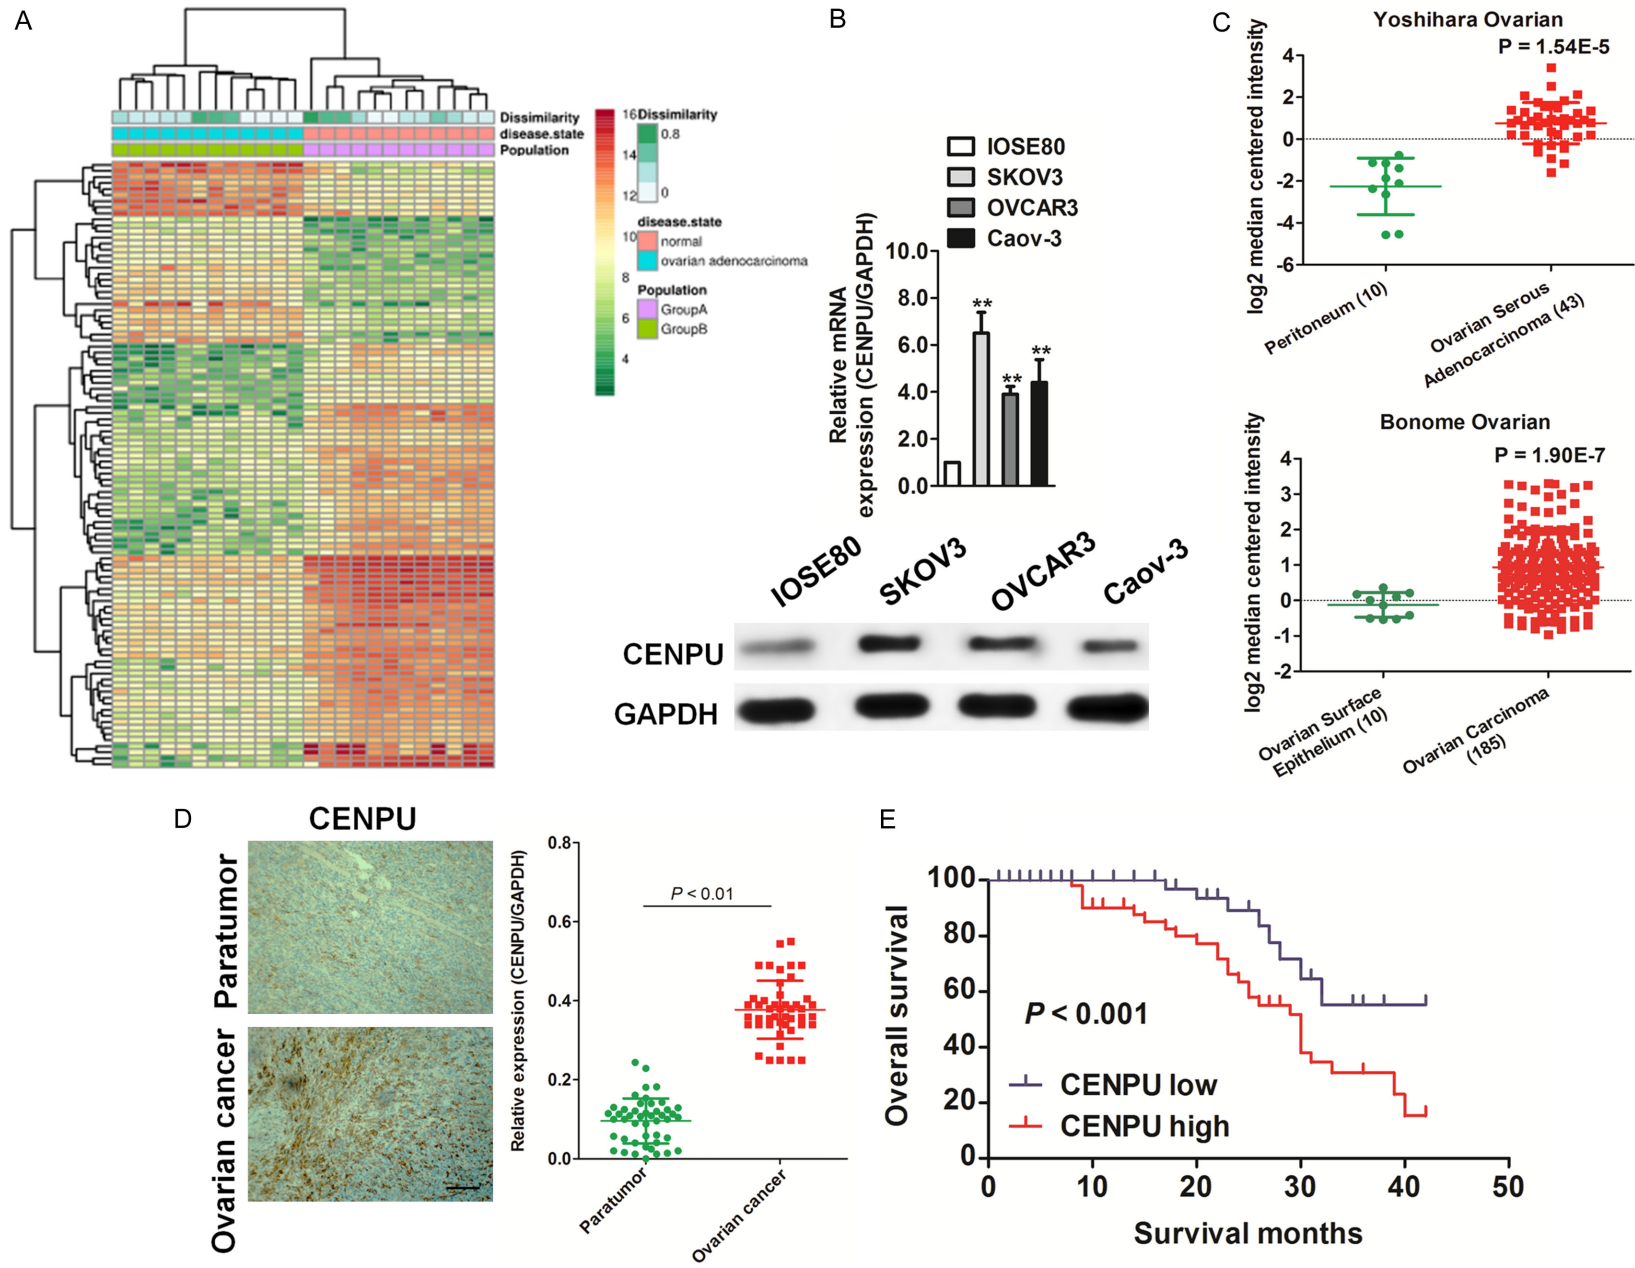 A
Dissimilarity
disease.state
Population
16
14
12
10
8
6
4
Dissimilarity
0.8
0
disease.state
normal
ovarian adenocarcinoma
Population
GroupA
GroupB
B
IOSE80
SKOV3
OVCAR3
Caov-3
Relative mRNA
expression (CENPU/GAPDH)
10.0
8.0
6.0
4.0
2.0
0.0
**
**
**
IOSE80
SKOV3
OVCAR3
Caov-3
CENPU
GAPDH
C
Yoshihara Ovarian
P = 1.54E-5
log2 median centered intensity
4
2
0
-2
-4
-6
Peritoneum (10)
Ovarian Serous
Adenocarcinoma (43)
Bonome Ovarian
P = 1.90E-7
log2 median centered intensity
4
3
2
1
0
-1
-2
Ovarian Surface
Epithelium (10)
Ovarian Carcinoma
(185)
D
CENPU
Paratumor
Ovarian cancer
Relative expression (CENPU/GAPDH)
0.8
0.6
0.4
0.2
0.0
P < 0.01
Paratumor
Ovarian cancer
E
Overall survival
100
80
60
40
20
0
P < 0.001
CENPU low
CENPU high
0
10
20
30
40
50
Survival months